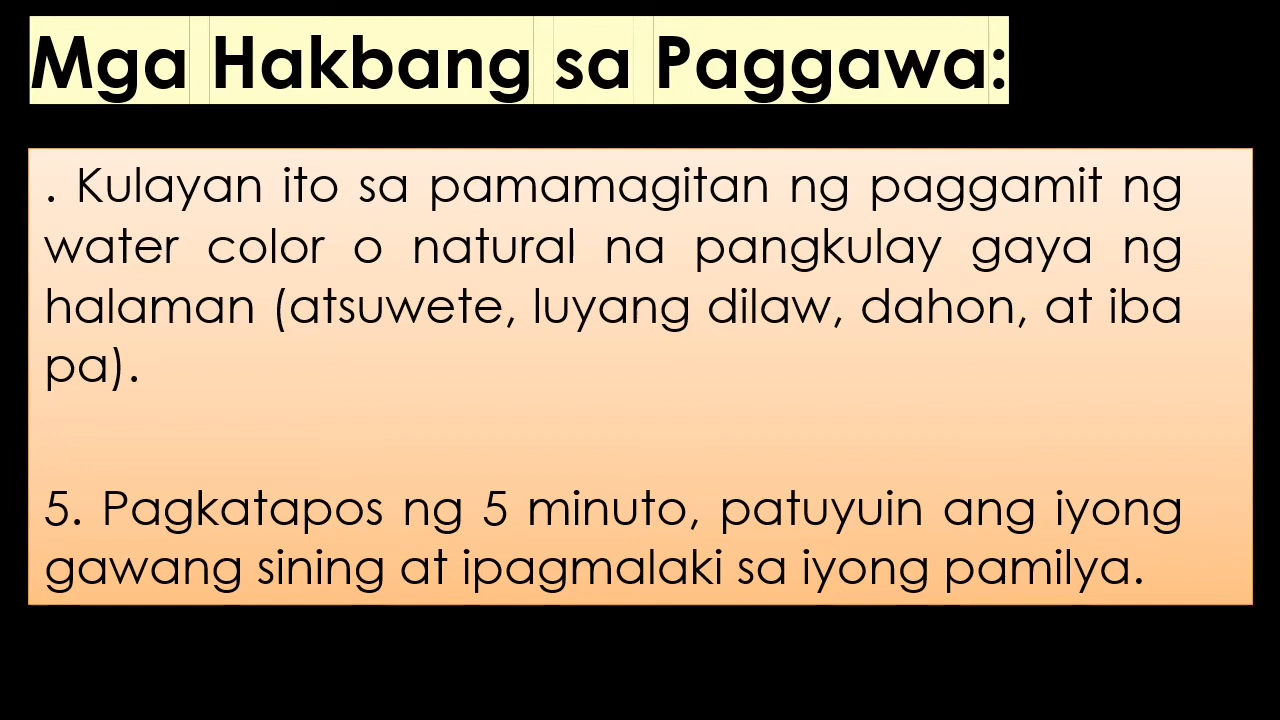 Mga Hakbang sa Paggawa:
. Kulayan ito sa pamamagitan ng paggamit ng
water color o natural na pangkulay gaya ng
halaman (atsuwete, luyang dilaw, dahon, at iba
pa).
5. Pagkatapos ng 5 minuto, patuyuin ang iyong
gawang sining at ipagmalaki sa iyong pamilya.